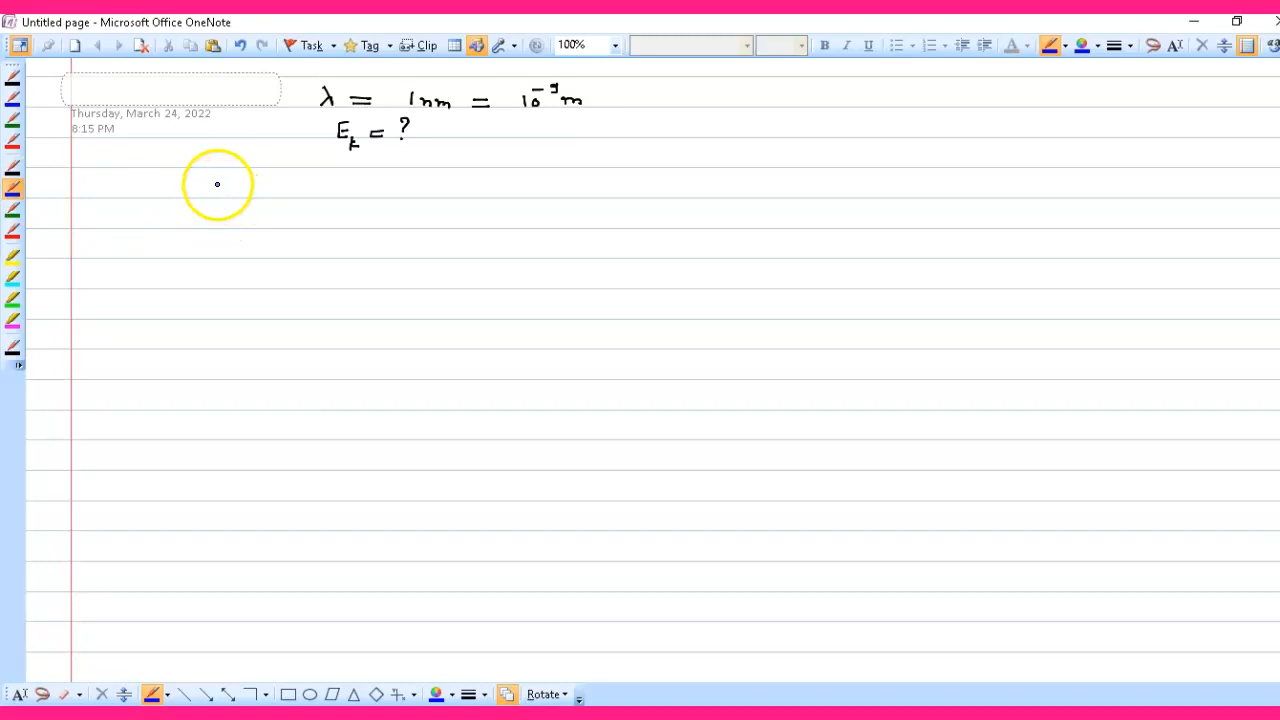 Untitled page - Microsoft Office OneNote
Task Tag Clip 100% B I U A
λ = 1nm = 10⁻⁹m
Thursday, March 24, 2022
8:15 PM
E_k = ?
Rotate